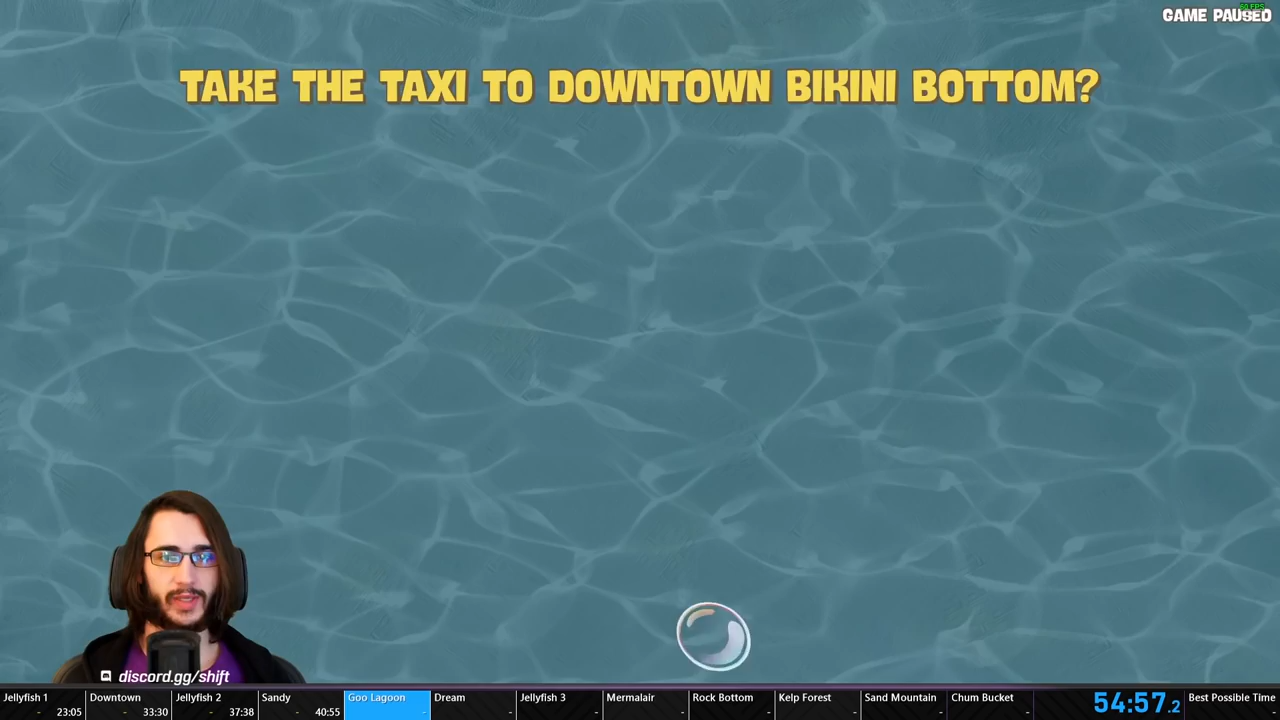 60 FPS
GAME PAUSED
TAKE THE TAXI TO DOWNTOWN BIKINI BOTTOM?
discord.gg/shift
Jellyfish 1 Downtown Jellyfish 2 Sandy Goo Lagoon Dream Jellyfish 3 Mermalair Rock Bottom Kelp Forest Sand Mountain Chum Bucket 54:57.2 Best Possible Time
- 23:05 - 33:30 - 37:38 - 40:55 - - - - - - - - -